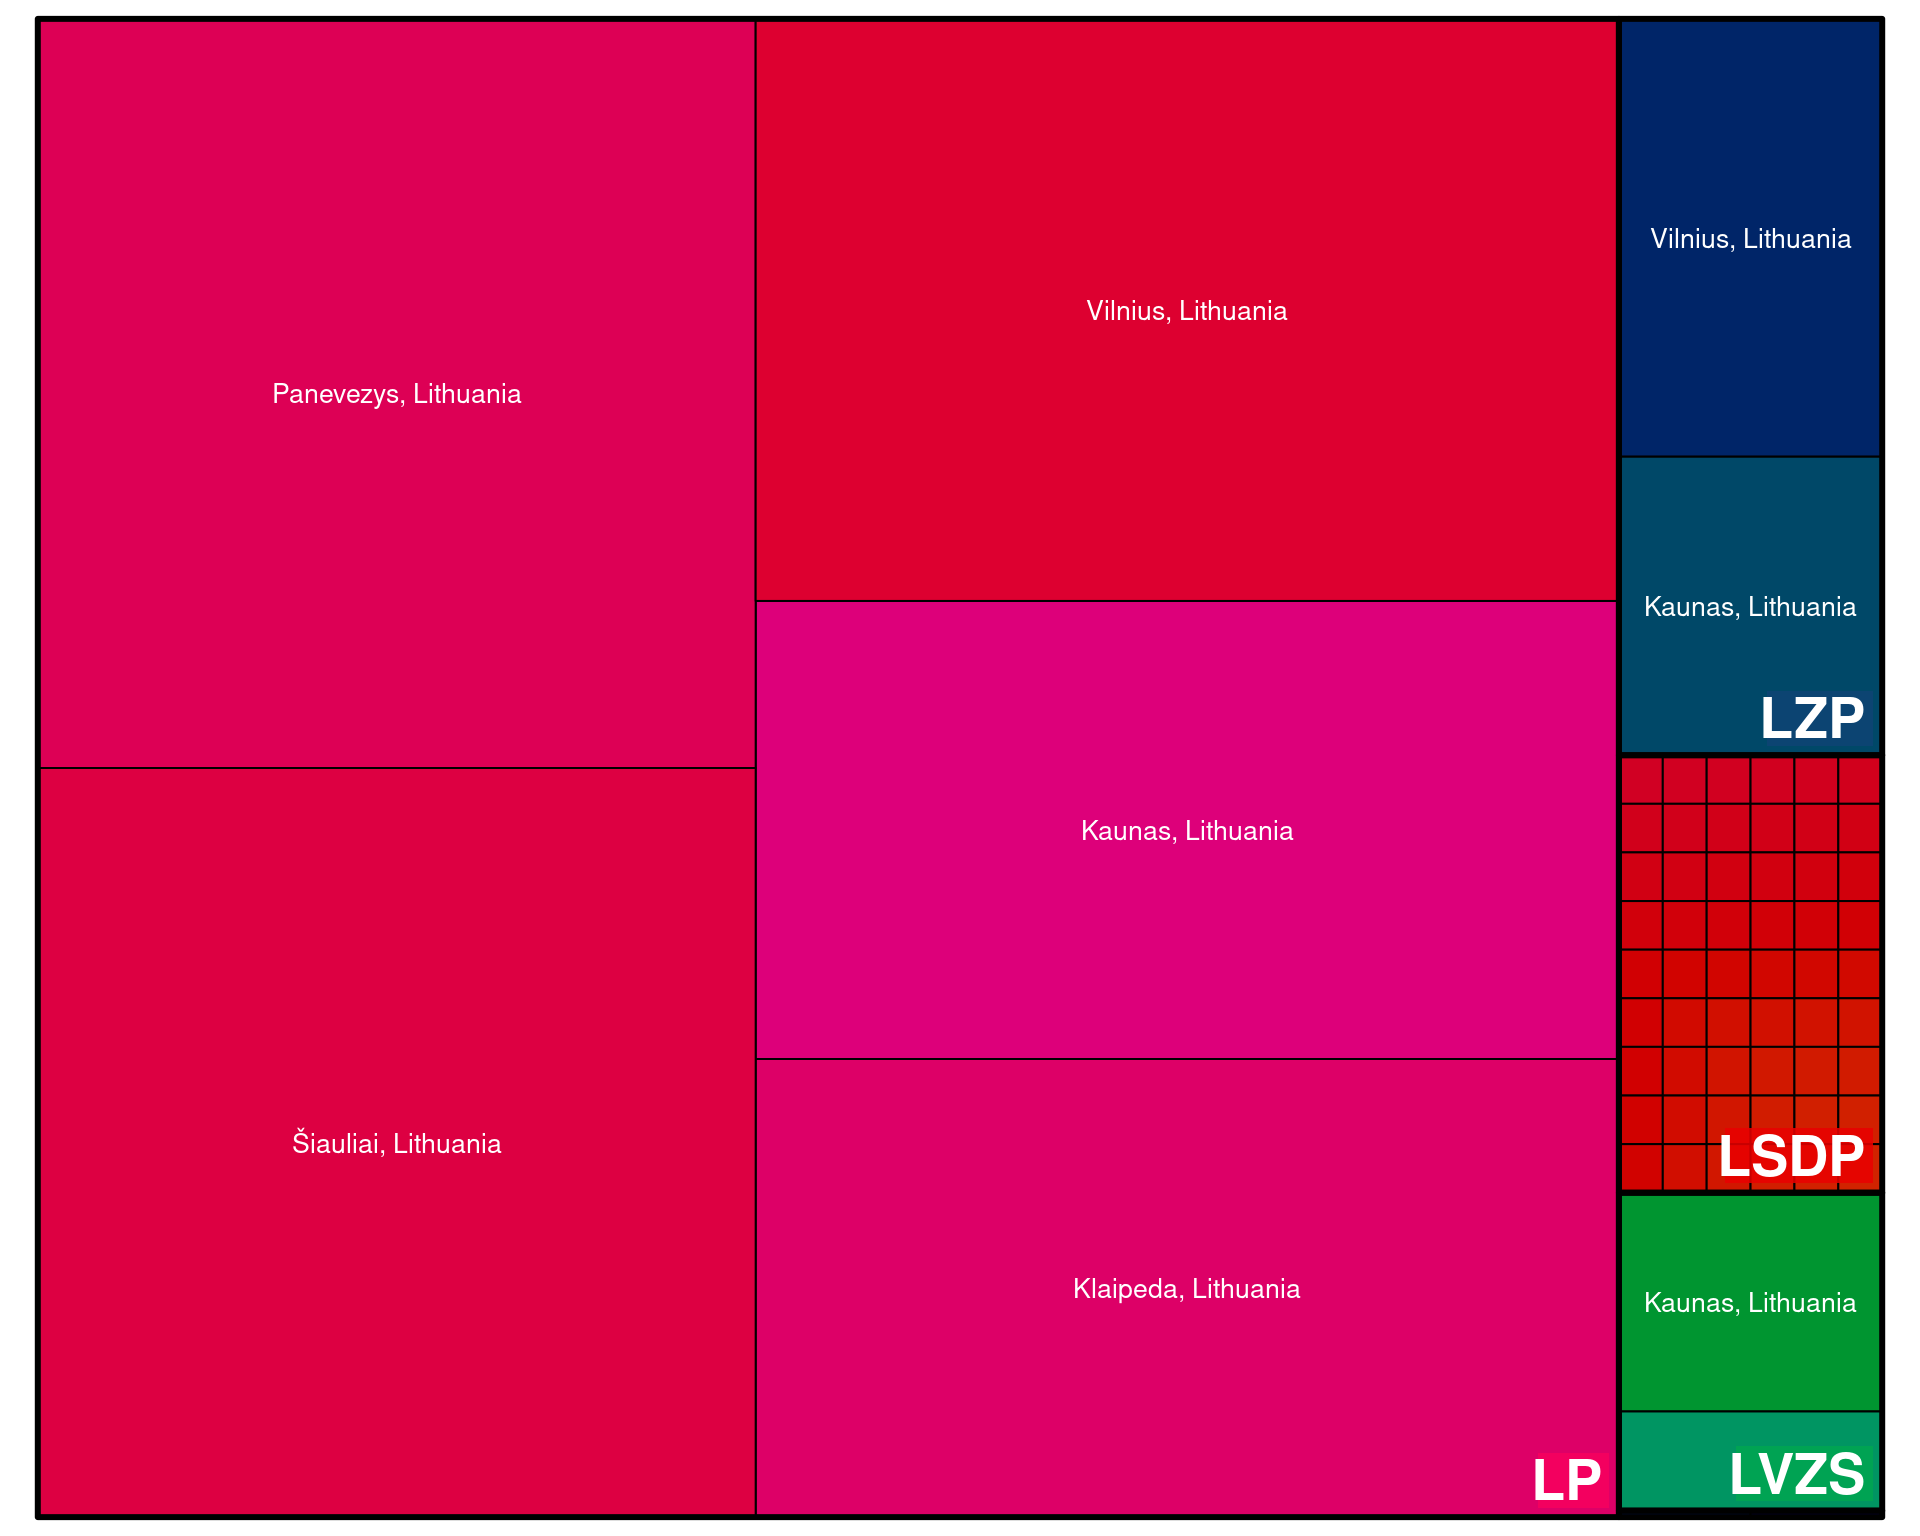 Panevezys, Lithuania
Šiauliai, Lithuania
Vilnius, Lithuania
Kaunas, Lithuania
Klaipeda, Lithuania
LP
Vilnius, Lithuania
Kaunas, Lithuania
LZP
LSDP
Kaunas, Lithuania
LVZS